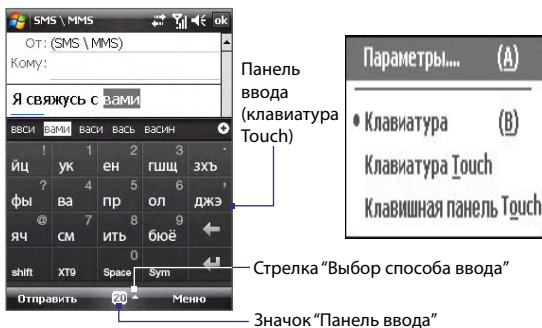 SMS \ MMS
ok
От: (SMS \ MMS)
Кому:
Я свяжусь с вами
ввси вами васи вась васин
! 1 2 3 .
йц ук ен гшщ зхъ
? 4 5 6 ,
фы ва пр ол джэ
@ 7 8 9
яч см ить бюё
0
shift XT9 Space Sym
Отправить 20 Меню
Панель
ввода
(клавиатура
Touch)
Параметры.... (A)
Клавиатура (B)
Клавиатура Touch
Клавишная панель Touch
Стрелка “Выбор способа ввода”
Значок “Панель ввода”